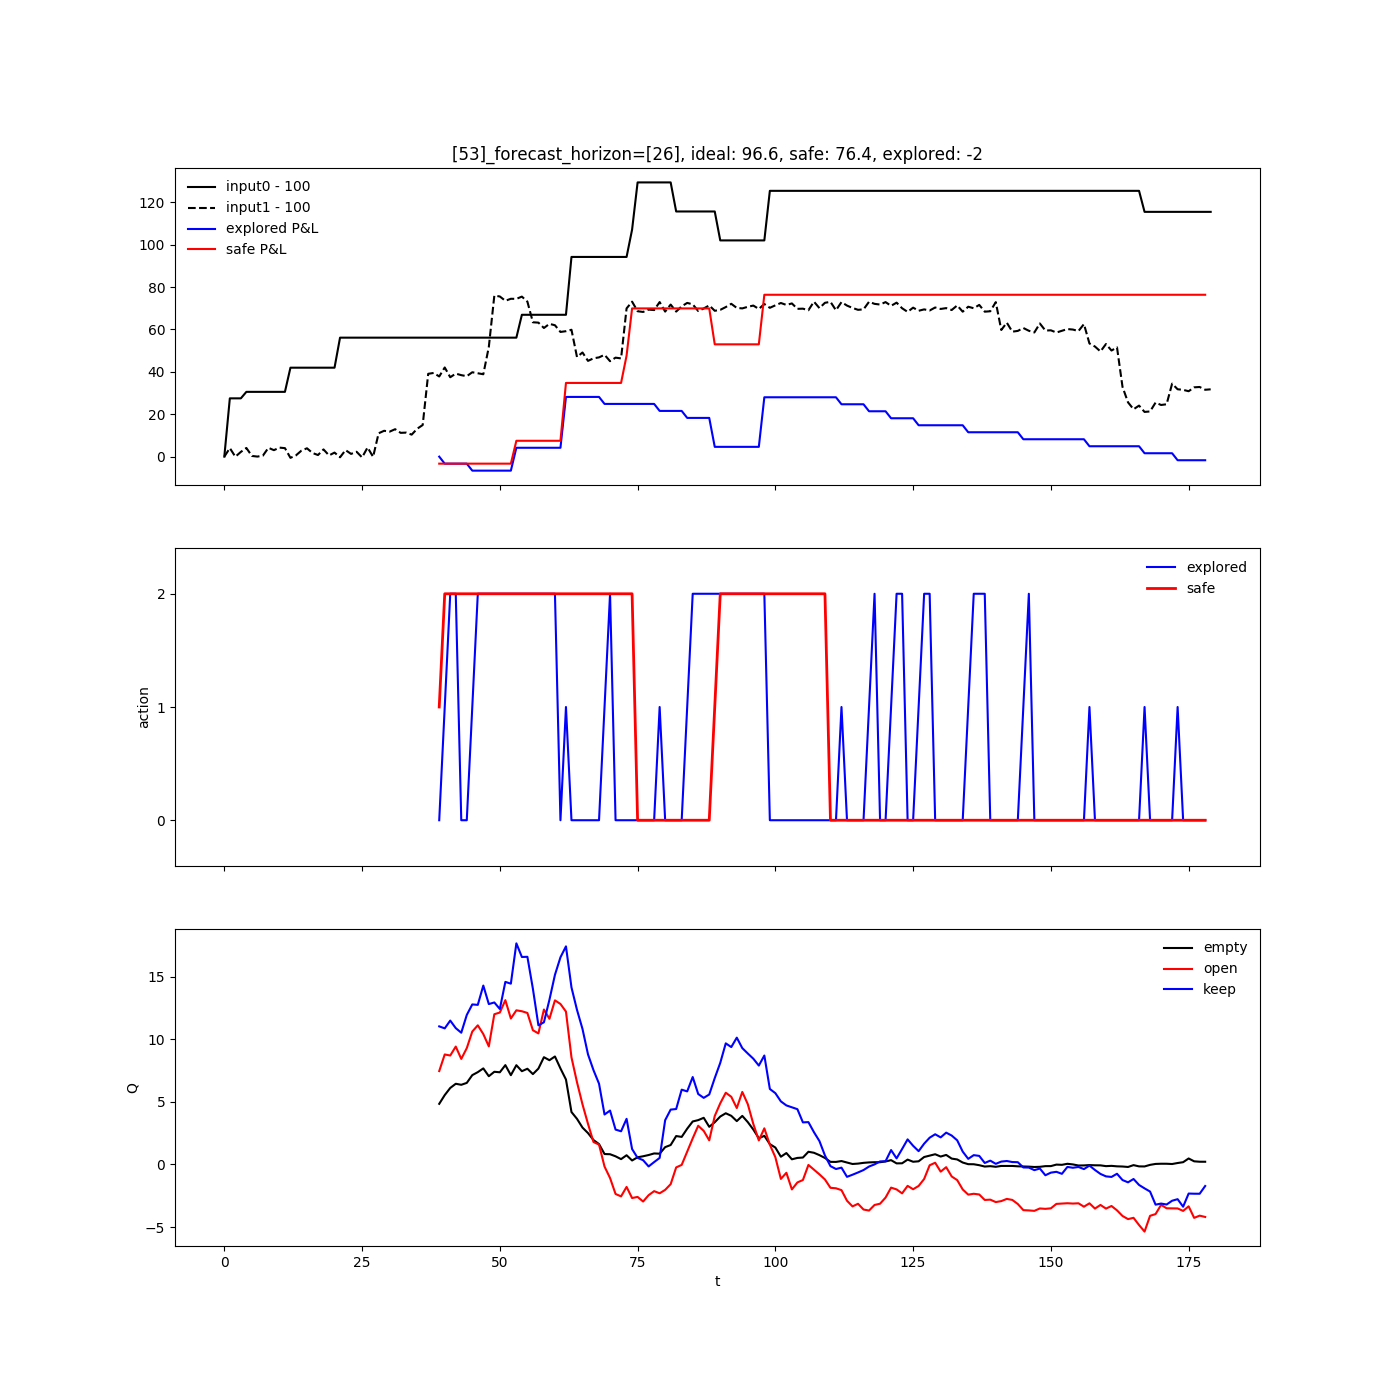 [53]_forecast_horizon=[26], ideal: 96.6, safe: 76.4, explored: -2
input0 - 100
input1 - 100
explored P&L
safe P&L
120
100
80
60
40
20
0
explored
safe
2
1
0
action
empty
open
keep
15
10
5
0
−5
Q
0 25 50 75 100 125 150 175
t